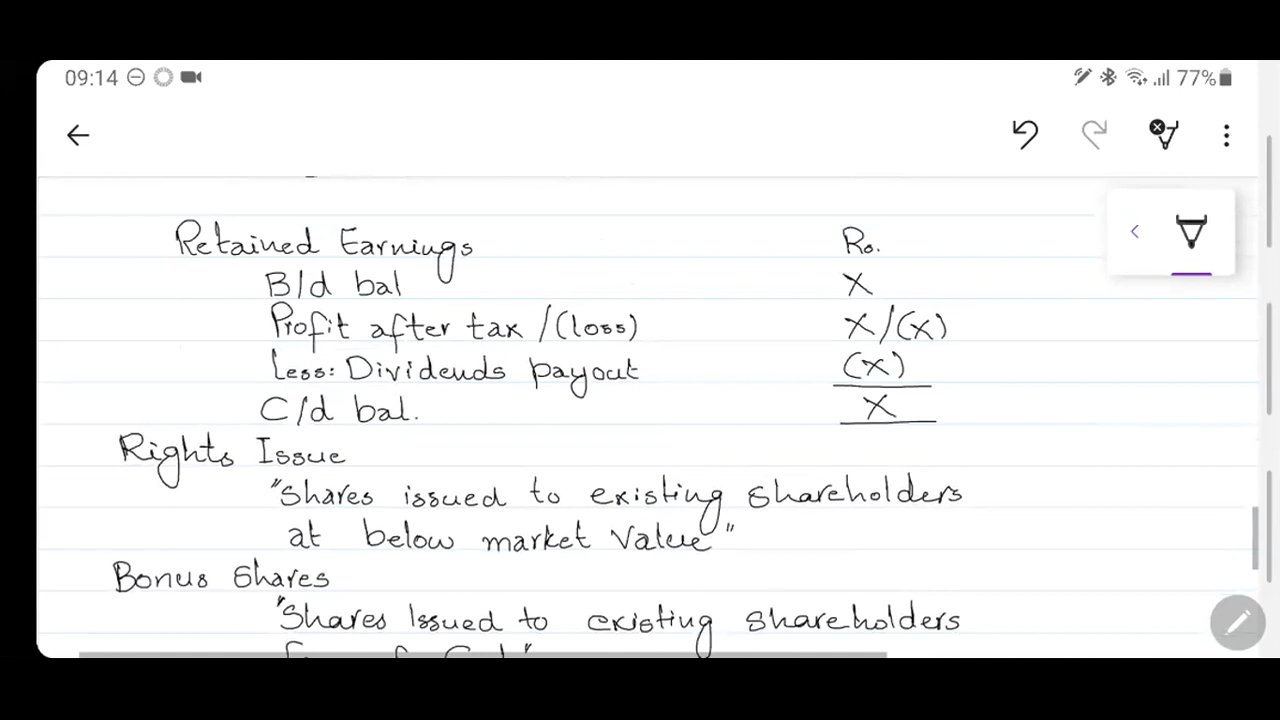 09:14 77%
Retained Earnings Ro.
B/d bal X
Profit after tax /(loss) X/(X)
Less: Dividends payout (X)
C/d bal. X
Rights Issue
"Shares issued to existing shareholders
at below market value"
Bonus Shares
"Shares Issued to existing shareholders